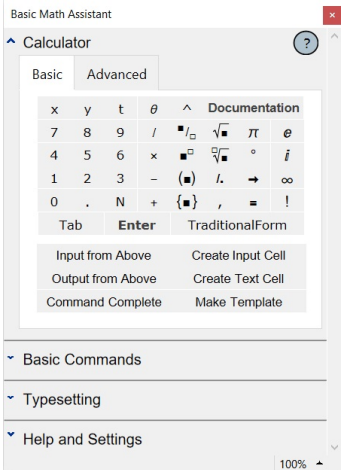 Basic Math Assistant ×
Calculator ?
Basic Advanced
x y t θ ^ Documentation
7 8 9 / ■/□ √■ π e
4 5 6 × ■□ □√■ ° i
1 2 3 − (■) /. → ∞
0 . N + {■} , = !
Tab Enter TraditionalForm
Input from Above Create Input Cell
Output from Above Create Text Cell
Command Complete Make Template
Basic Commands
Typesetting
Help and Settings
100%